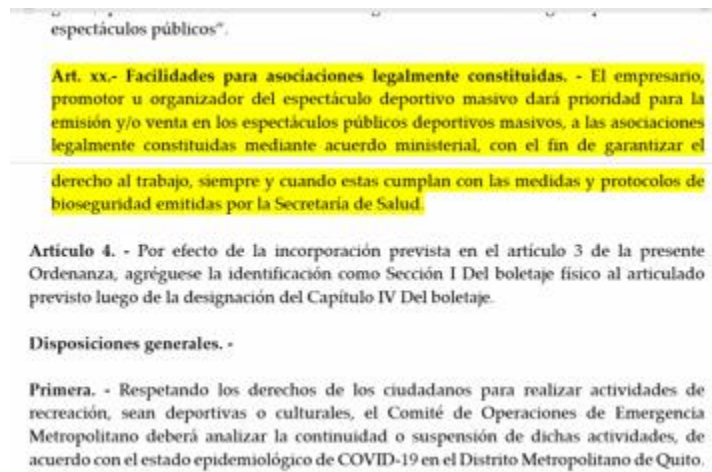 espectáculos públicos".
Art. xx.- Facilidades para asociaciones legalmente constituidas. - El empresario,
promotor u organizador del espectáculo deportivo masivo dará prioridad para la
emisión y/o venta en los espectáculos públicos deportivos masivos, a las asociaciones
legalmente constituidas mediante acuerdo ministerial, con el fin de garantizar el
derecho al trabajo, siempre y cuando estas cumplan con las medidas y protocolos de
bioseguridad emitidas por la Secretaría de Salud.
Artículo 4. - Por efecto de la incorporación prevista en el artículo 3 de la presente
Ordenanza, agréguese la identificación como Sección I Del boletaje físico al articulado
previsto luego de la designación del Capítulo IV Del boletaje.
Disposiciones generales. -
Primera. - Respetando los derechos de los ciudadanos para realizar actividades de
recreación, sean deportivas o culturales, el Comité de Operaciones de Emergencia
Metropolitano deberá analizar la continuidad o suspensión de dichas actividades, de
acuerdo con el estado epidemiológico de COVID-19 en el Distrito Metropolitano de Quito.